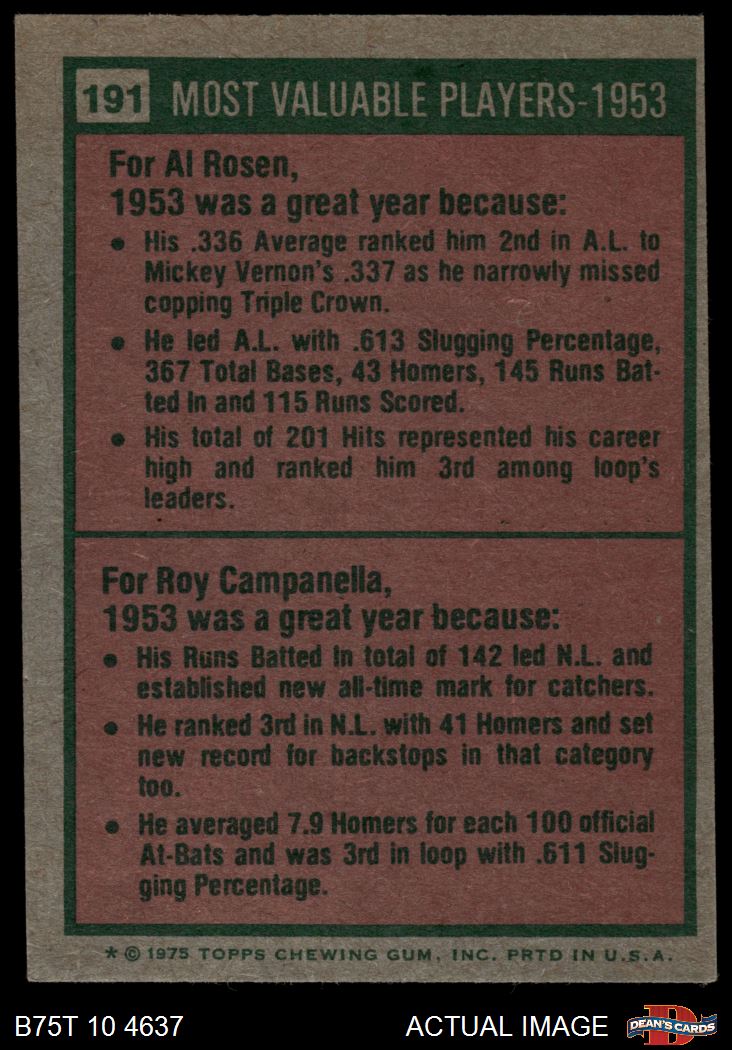 191 MOST VALUABLE PLAYERS-1953
For Al Rosen,
1953 was a great year because:
● His .336 Average ranked him 2nd in A.L. to
Mickey Vernon's .337 as he narrowly missed
copping Triple Crown.
● He led A.L. with .613 Slugging Percentage,
367 Total Bases, 43 Homers, 145 Runs Bat-
ted In and 115 Runs Scored.
● His total of 201 Hits represented his career
high and ranked him 3rd among loop's
leaders.
For Roy Campanella,
1953 was a great year because:
● His Runs Batted In total of 142 led N.L. and
established new all-time mark for catchers.
● He ranked 3rd in N.L. with 41 Homers and set
new record for backstops in that category
too.
● He averaged 7.9 Homers for each 100 official
At-Bats and was 3rd in loop with .611 Slug-
ging Percentage.
* © 1975 TOPPS CHEWING GUM, INC. PRTD IN U.S.A.
B75T 10 4637 ACTUAL IMAGE D DEAN'S CARDS